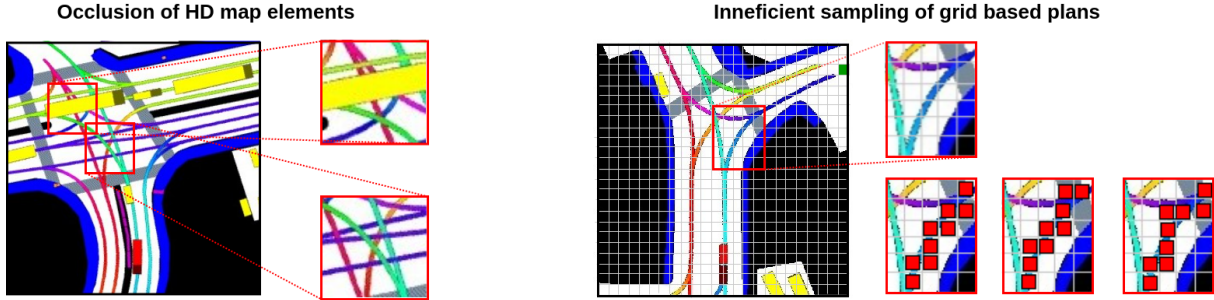 Occlusion of HD map elements
Inneficient sampling of grid based plans